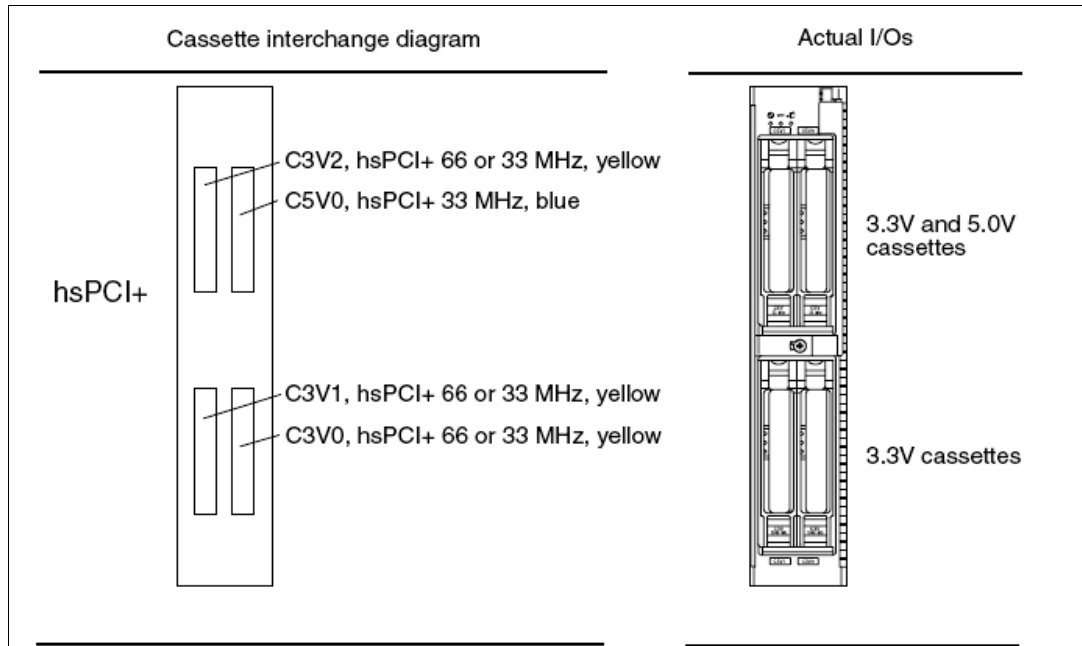 Cassette interchange diagram
Actual I/Os
C3V2, hsPCI+ 66 or 33 MHz, yellow
C5V0, hsPCI+ 33 MHz, blue
3.3V and 5.0V
cassettes
hsPCI+
C3V1, hsPCI+ 66 or 33 MHz, yellow
C3V0, hsPCI+ 66 or 33 MHz, yellow
3.3V cassettes